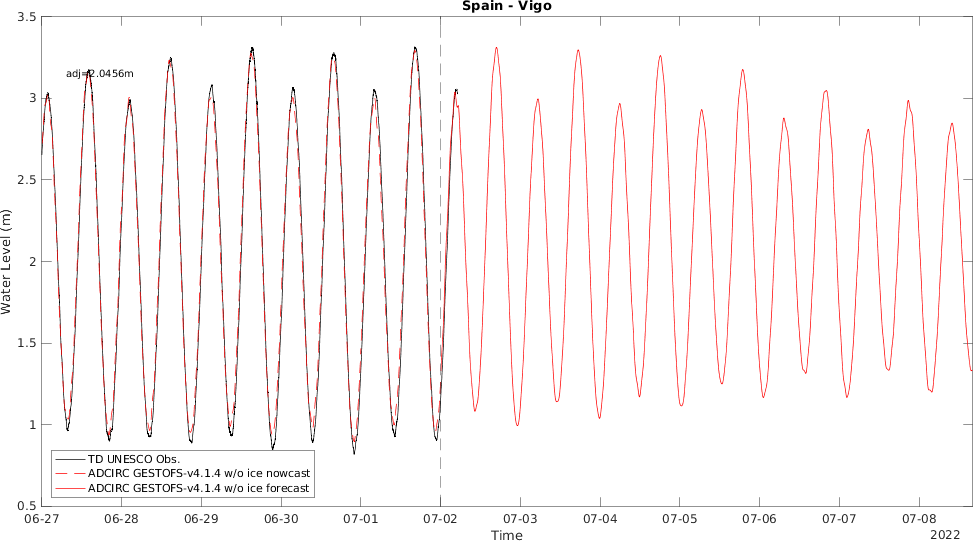 Spain - Vigo
3.5
3
2.5
2
1.5
1
0.5
Water Level (m)
adj=2.0456m
TD UNESCO Obs.
ADCIRC GESTOFS-v4.1.4 w/o ice nowcast
ADCIRC GESTOFS-v4.1.4 w/o ice forecast
06-27 06-28 06-29 06-30 07-01 07-02 07-03 07-04 07-05 07-06 07-07 07-08
Time
2022